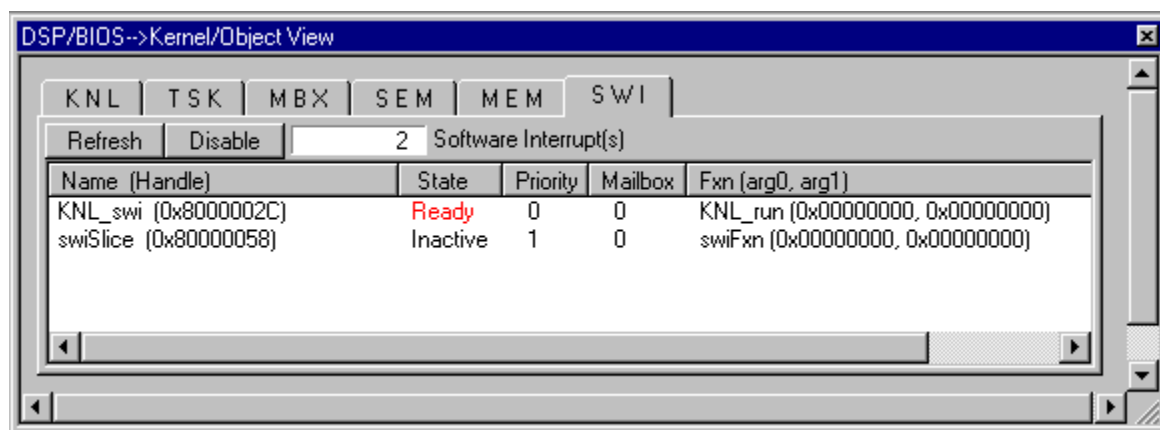 DSP/BIOS-->Kernel/Object View
KNL TSK MBX SEM MEM SWI
Refresh Disable 2 Software Interrupt(s)
Name (Handle) State Priority Mailbox Fxn (arg0, arg1)
KNL_swi (0x8000002C) Ready 0 0 KNL_run (0x00000000, 0x00000000)
swiSlice (0x80000058) Inactive 1 0 swiFxn (0x00000000, 0x00000000)